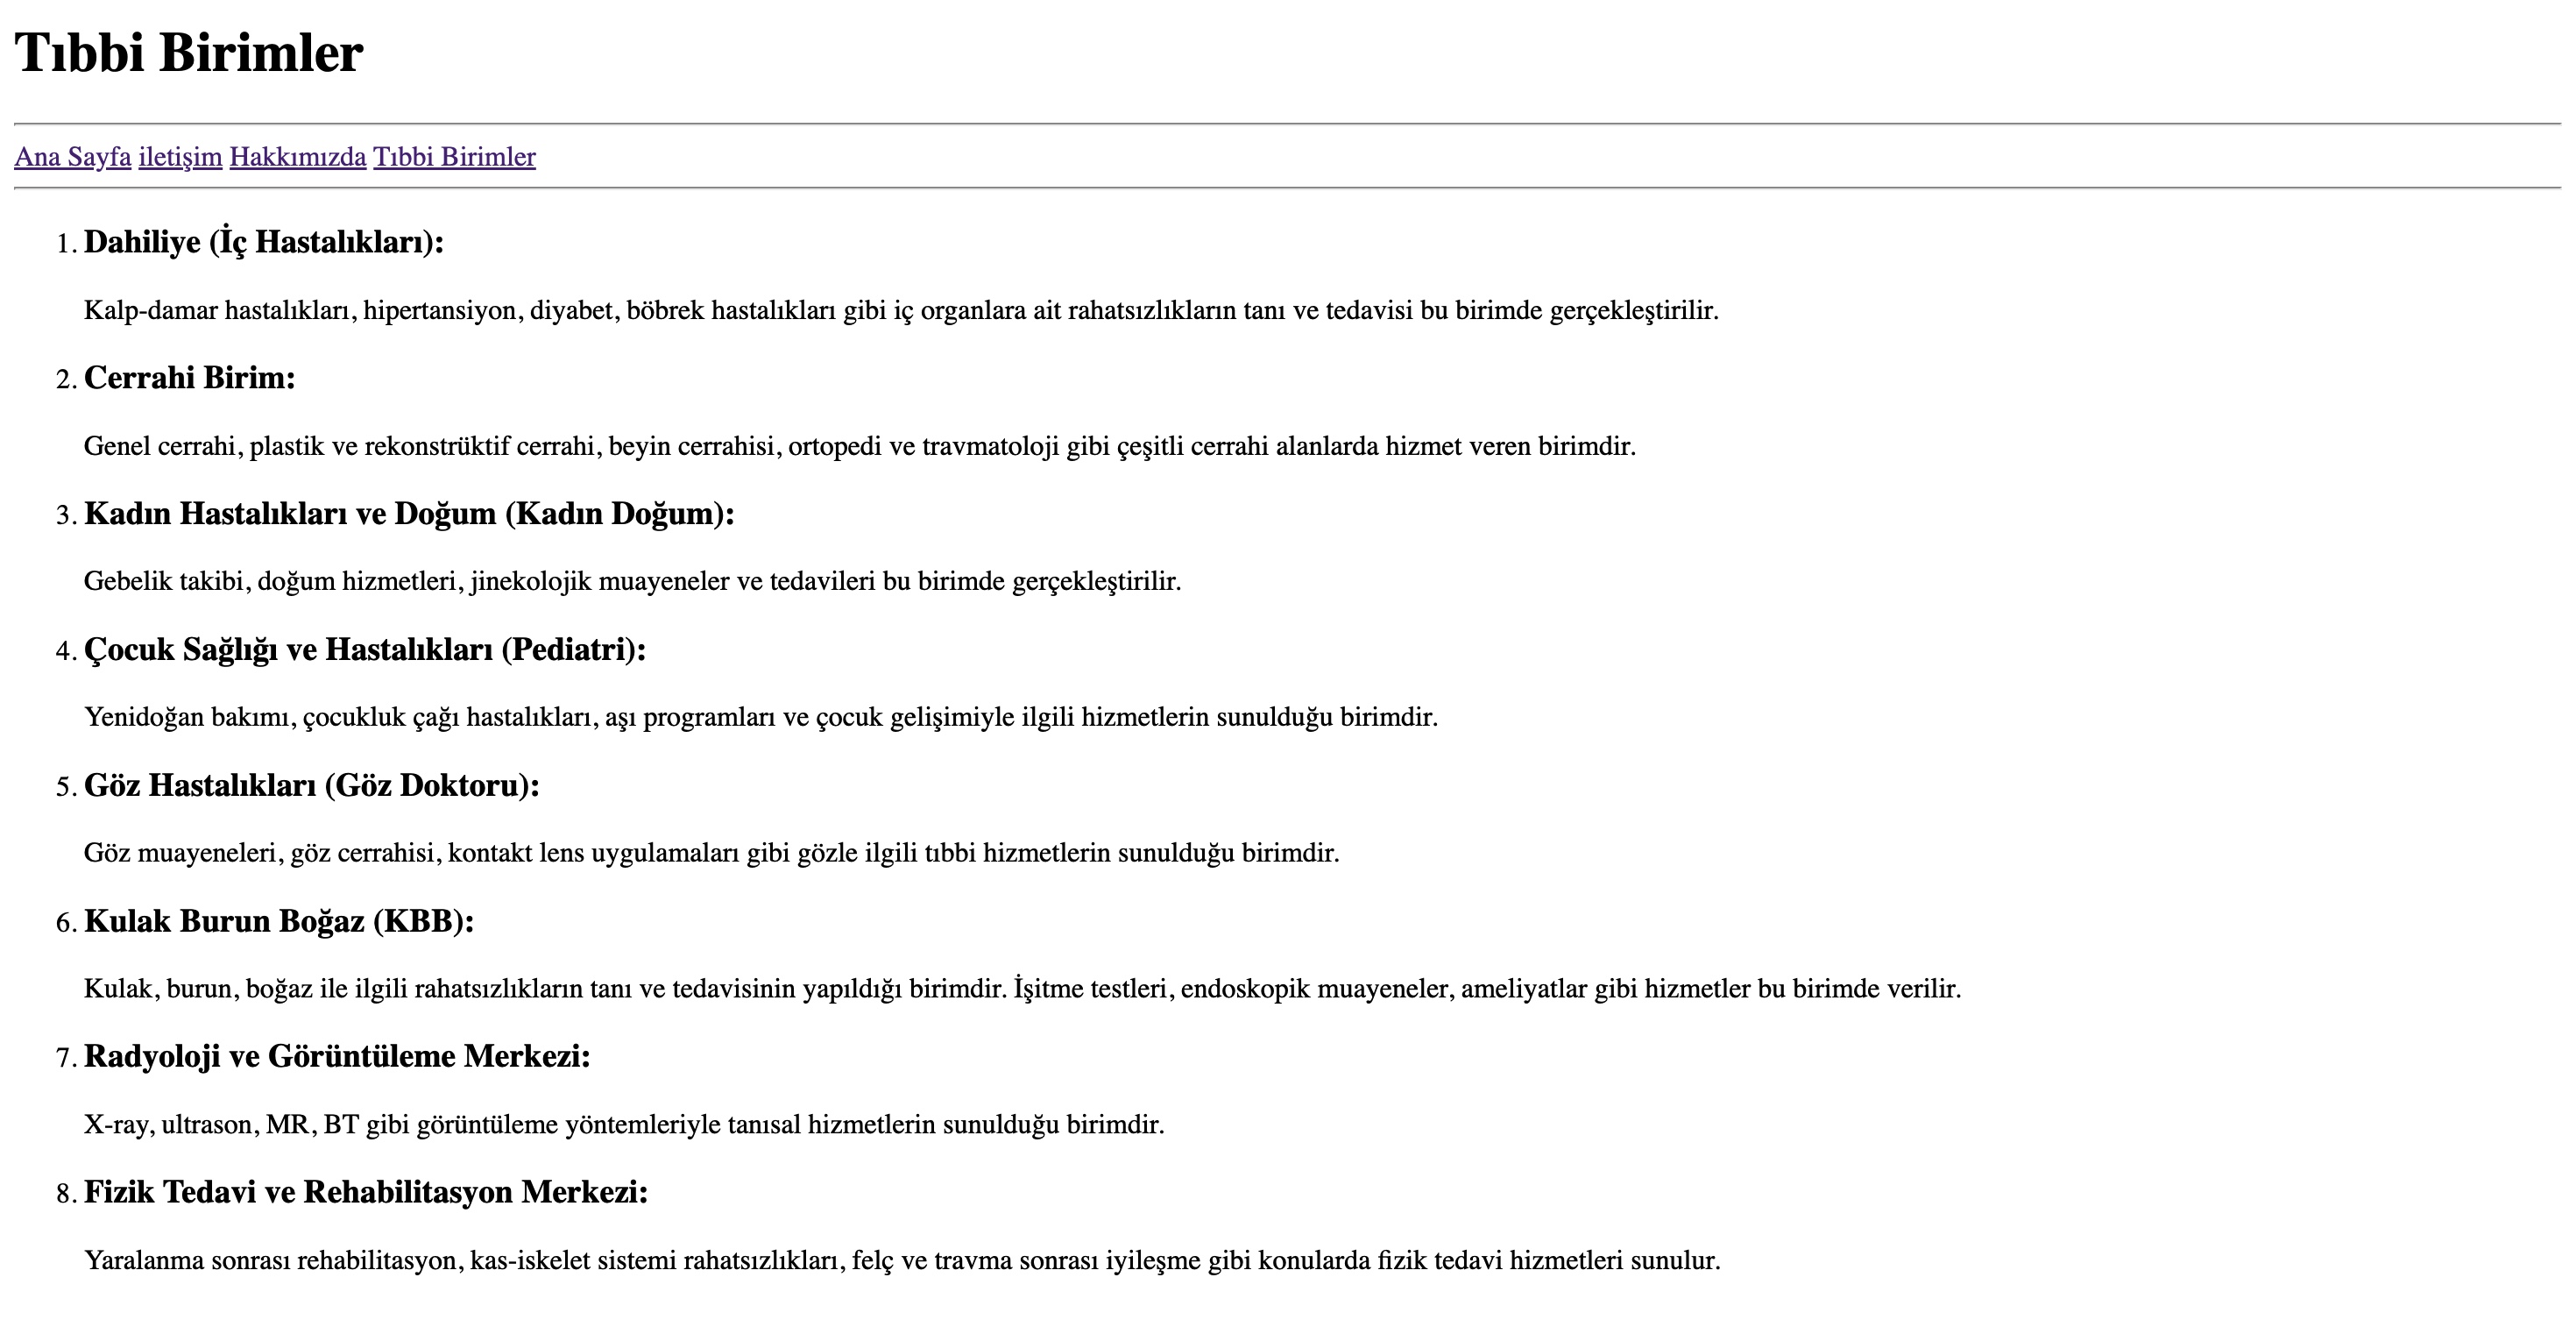 Tıbbi Birimler
Ana Sayfa iletişim Hakkımızda Tıbbi Birimler
1. Dahiliye (İç Hastalıkları):
Kalp-damar hastalıkları, hipertansiyon, diyabet, böbrek hastalıkları gibi iç organlara ait rahatsızlıkların tanı ve tedavisi bu birimde gerçekleştirilir.
2. Cerrahi Birim:
Genel cerrahi, plastik ve rekonstrüktif cerrahi, beyin cerrahisi, ortopedi ve travmatoloji gibi çeşitli cerrahi alanlarda hizmet veren birimdir.
3. Kadın Hastalıkları ve Doğum (Kadın Doğum):
Gebelik takibi, doğum hizmetleri, jinekolojik muayeneler ve tedavileri bu birimde gerçekleştirilir.
4. Çocuk Sağlığı ve Hastalıkları (Pediatri):
Yenidoğan bakımı, çocukluk çağı hastalıkları, aşı programları ve çocuk gelişimiyle ilgili hizmetlerin sunulduğu birimdir.
5. Göz Hastalıkları (Göz Doktoru):
Göz muayeneleri, göz cerrahisi, kontakt lens uygulamaları gibi gözle ilgili tıbbi hizmetlerin sunulduğu birimdir.
6. Kulak Burun Boğaz (KBB):
Kulak, burun, boğaz ile ilgili rahatsızlıkların tanı ve tedavisinin yapıldığı birimdir. İşitme testleri, endoskopik muayeneler, ameliyatlar gibi hizmetler bu birimde verilir.
7. Radyoloji ve Görüntüleme Merkezi:
X-ray, ultrason, MR, BT gibi görüntüleme yöntemleriyle tanısal hizmetlerin sunulduğu birimdir.
8. Fizik Tedavi ve Rehabilitasyon Merkezi:
Yaralanma sonrası rehabilitasyon, kas-iskelet sistemi rahatsızlıkları, felç ve travma sonrası iyileşme gibi konularda fizik tedavi hizmetleri sunulur.